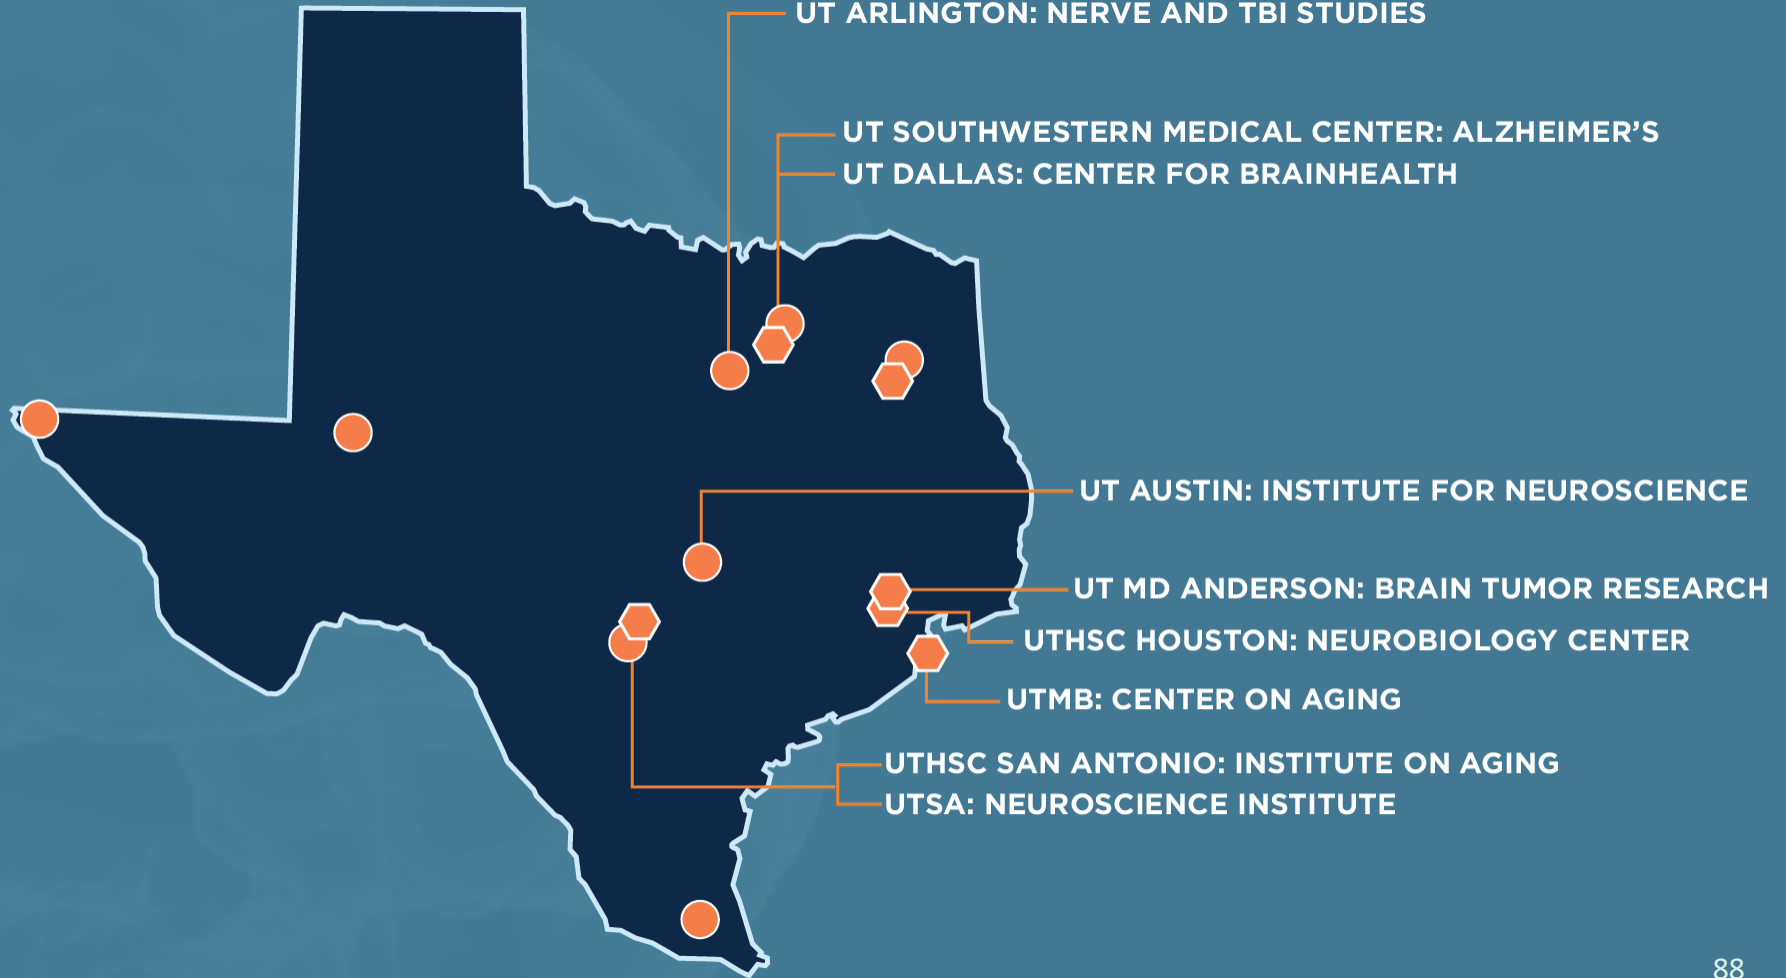 UT ARLINGTON: NERVE AND TBI STUDIES
UT SOUTHWESTERN MEDICAL CENTER: ALZHEIMER’S
UT DALLAS: CENTER FOR BRAINHEALTH
UT AUSTIN: INSTITUTE FOR NEUROSCIENCE
UT MD ANDERSON: BRAIN TUMOR RESEARCH
UTHSC HOUSTON: NEUROBIOLOGY CENTER
UTMB: CENTER ON AGING
UTHSC SAN ANTONIO: INSTITUTE ON AGING
UTSA: NEUROSCIENCE INSTITUTE
88